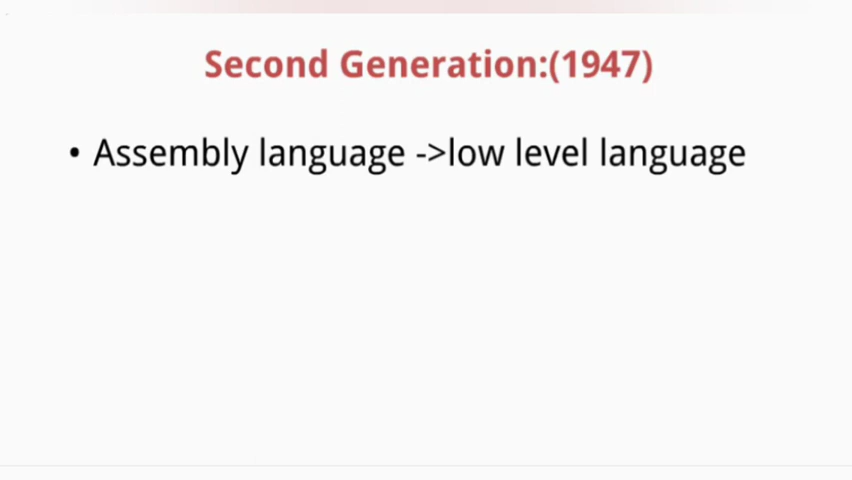 Second Generation:(1947)
• Assembly language ->low level language